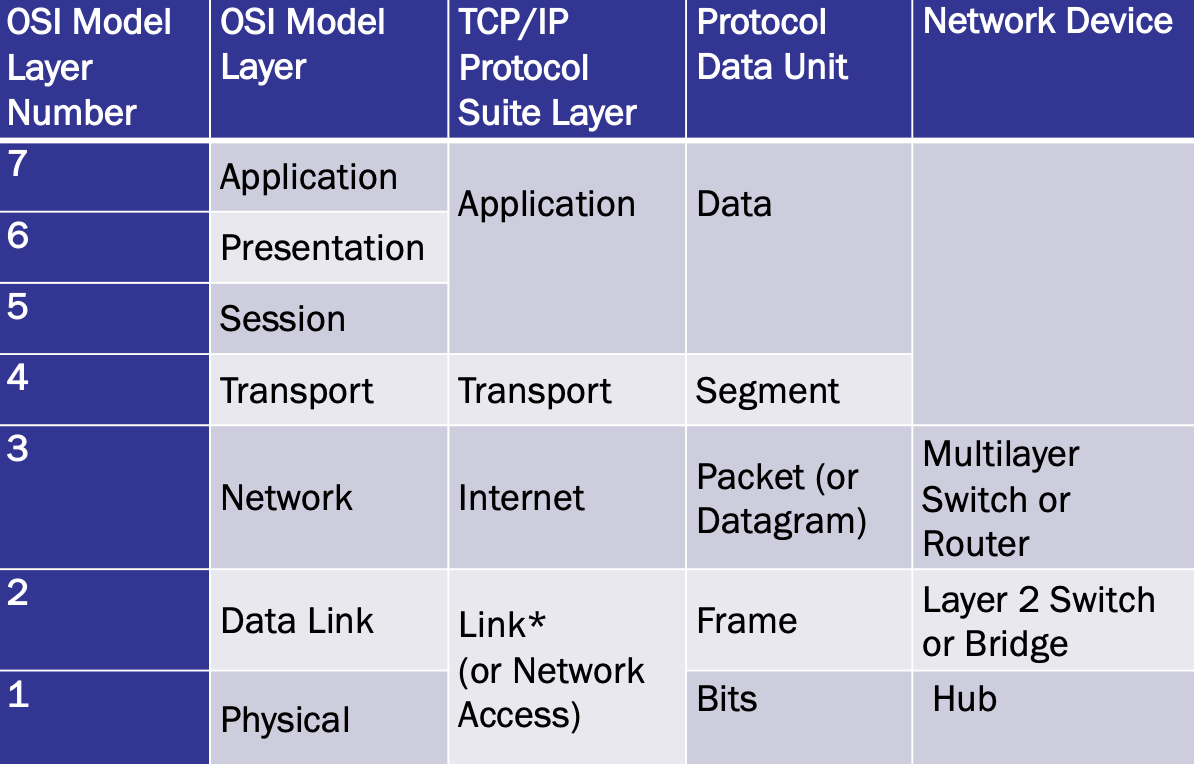 OSI Model Layer Number
OSI Model Layer
TCP/IP Protocol Suite Layer
Protocol Data Unit
Network Device
7
Application
Application
Data
6
Presentation
5
Session
4
Transport
Transport
Segment
3
Network
Internet
Packet (or
Datagram)
Multilayer
Switch or
Router
2
Data Link
Link*
(or Network
Access)
Frame
Layer 2 Switch
or Bridge
1
Physical
Bits
Hub